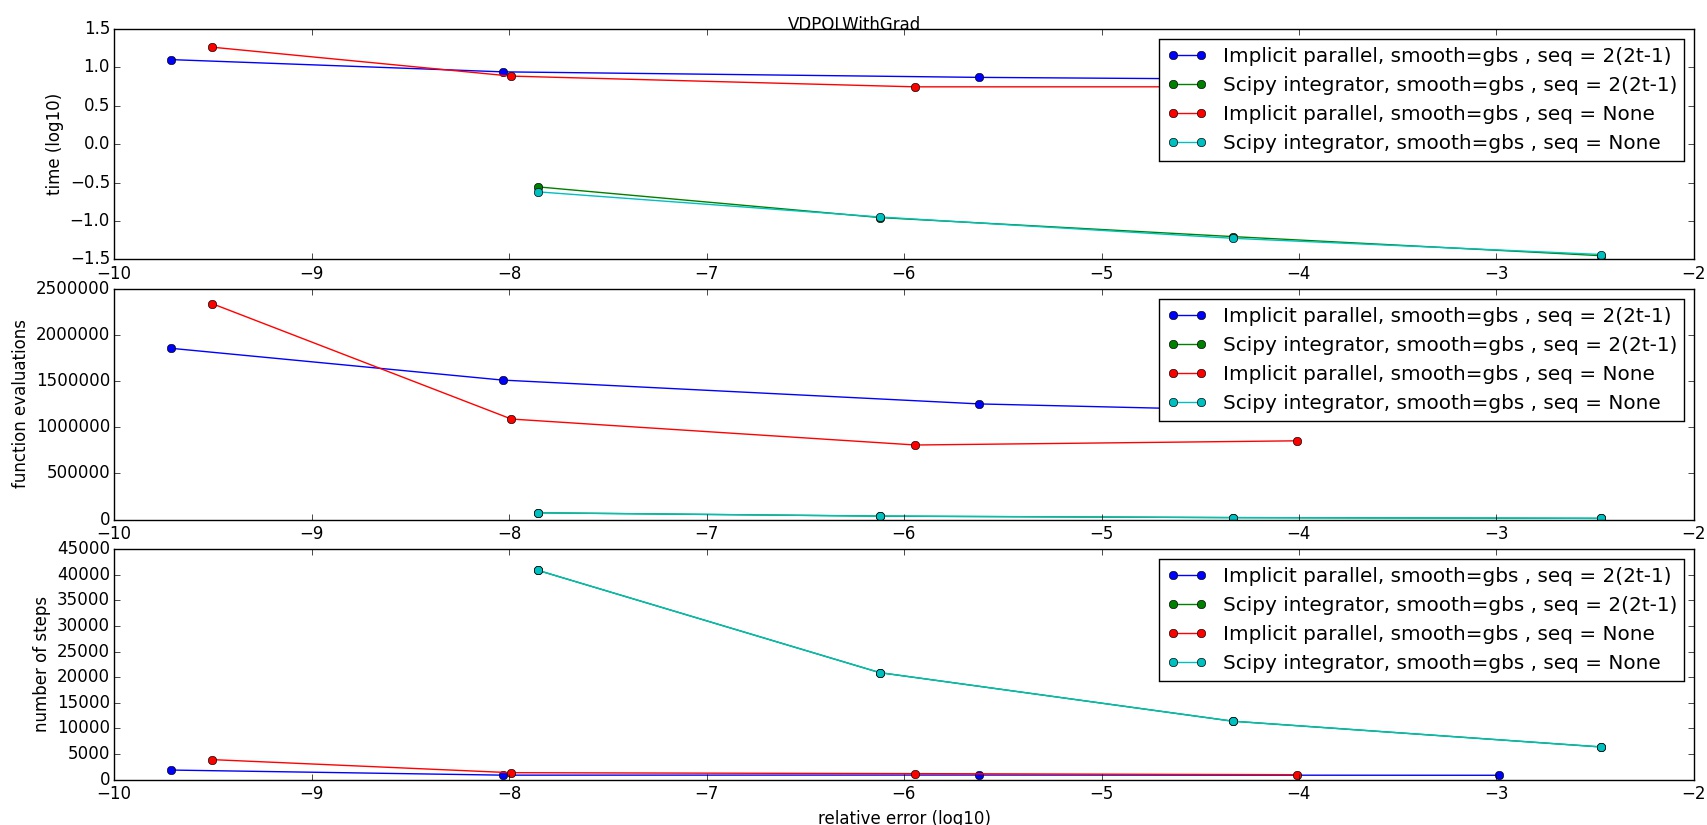 VDPOLWithGrad
1.5
1.0
0.5
0.0
−0.5
−1.0
−1.5
time (log10)
−10 −9 −8 −7 −6 −5 −4 −3 −2
Implicit parallel, smooth=gbs , seq = 2(2t-1)
Scipy integrator, smooth=gbs , seq = 2(2t-1)
Implicit parallel, smooth=gbs , seq = None
Scipy integrator, smooth=gbs , seq = None
2500000
2000000
1500000
1000000
500000
0
function evaluations
−10 −9 −8 −7 −6 −5 −4 −3 −2
Implicit parallel, smooth=gbs , seq = 2(2t-1)
Scipy integrator, smooth=gbs , seq = 2(2t-1)
Implicit parallel, smooth=gbs , seq = None
Scipy integrator, smooth=gbs , seq = None
45000
40000
35000
30000
25000
20000
15000
10000
5000
0
number of steps
−10 −9 −8 −7 −6 −5 −4 −3 −2
Implicit parallel, smooth=gbs , seq = 2(2t-1)
Scipy integrator, smooth=gbs , seq = 2(2t-1)
Implicit parallel, smooth=gbs , seq = None
Scipy integrator, smooth=gbs , seq = None
relative error (log10)